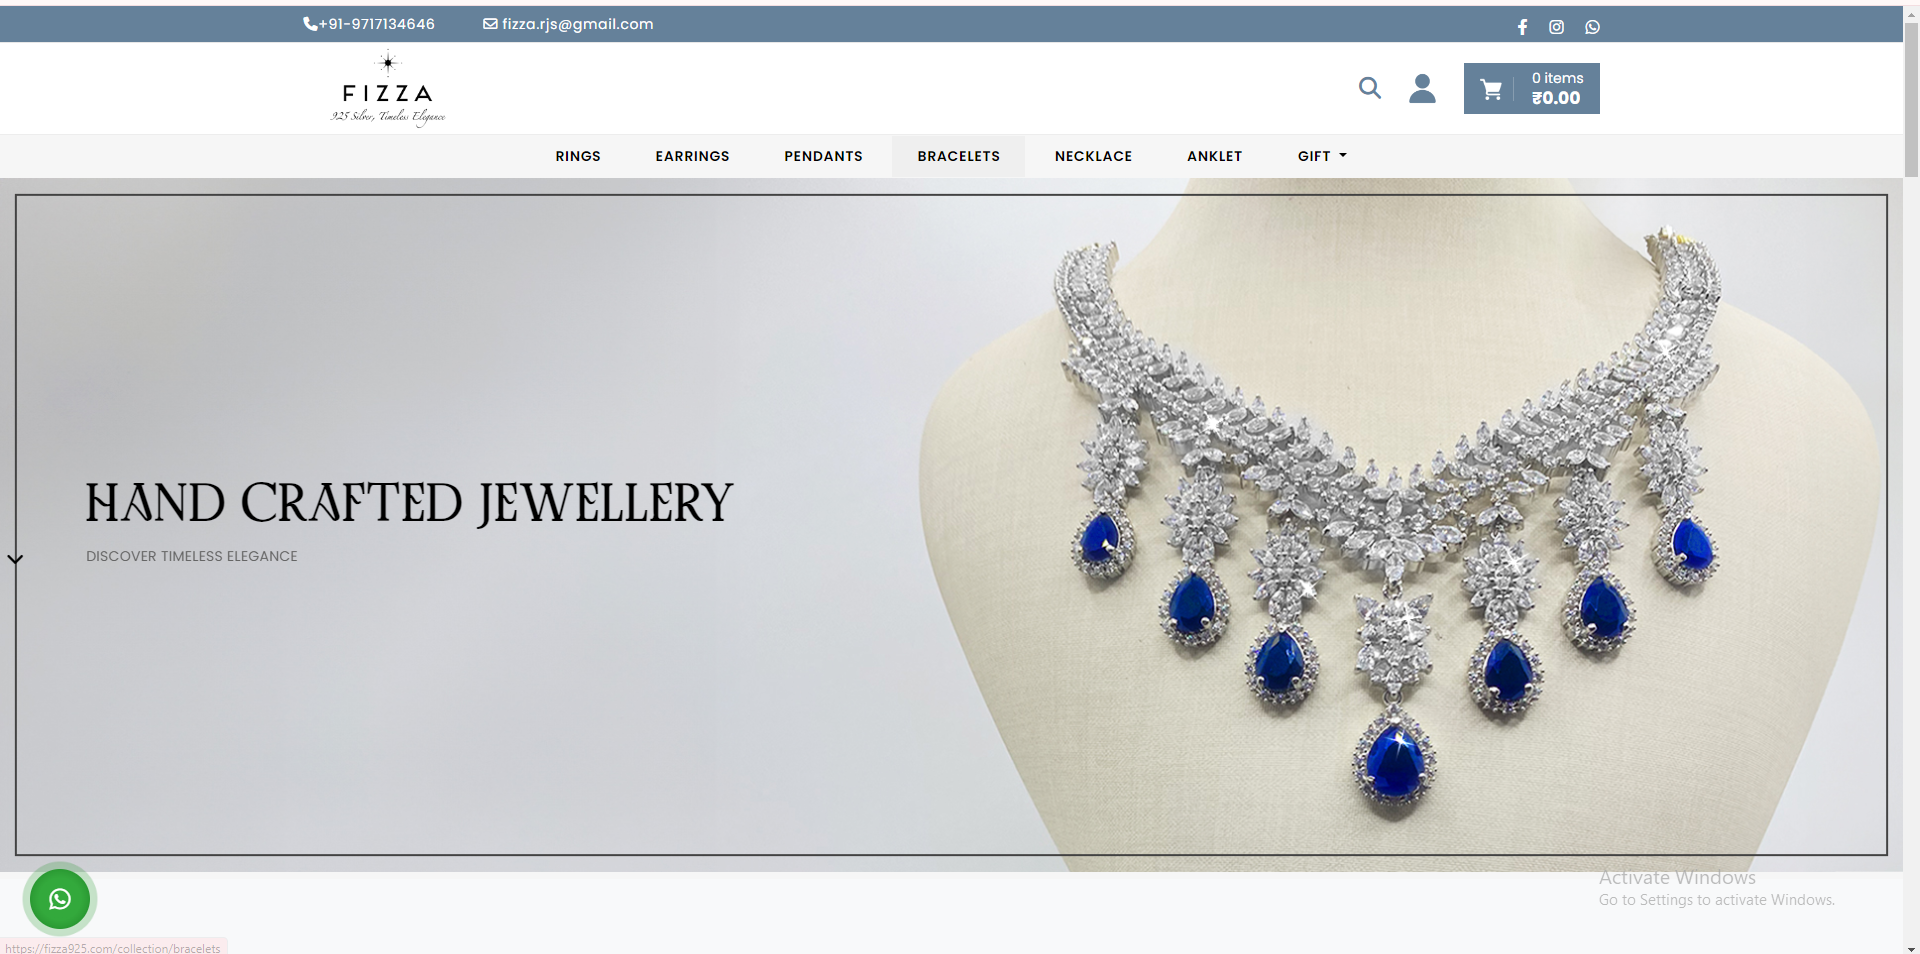 +91-9717134646 fizza.rjs@gmail.com
FIZZA
925 Silver, Timeless Elegance
0 items
₹0.00
RINGS EARRINGS PENDANTS BRACELETS NECKLACE ANKLET GIFT
HAND CRAFTED JEWELLERY
DISCOVER TIMELESS ELEGANCE
Activate Windows
Go to Settings to activate Windows.
https://fizza925.com/collection/bracelets